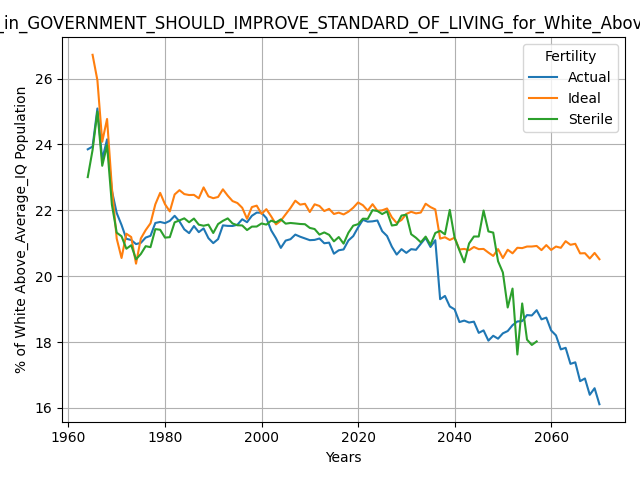 _in_GOVERNMENT_SHOULD_IMPROVE_STANDARD_OF_LIVING_for_White_Abov
Fertility
Actual
Ideal
Sterile
% of White Above_Average_IQ Population
26
24
22
20
18
16
1960 1980 2000 2020 2040 2060
Years